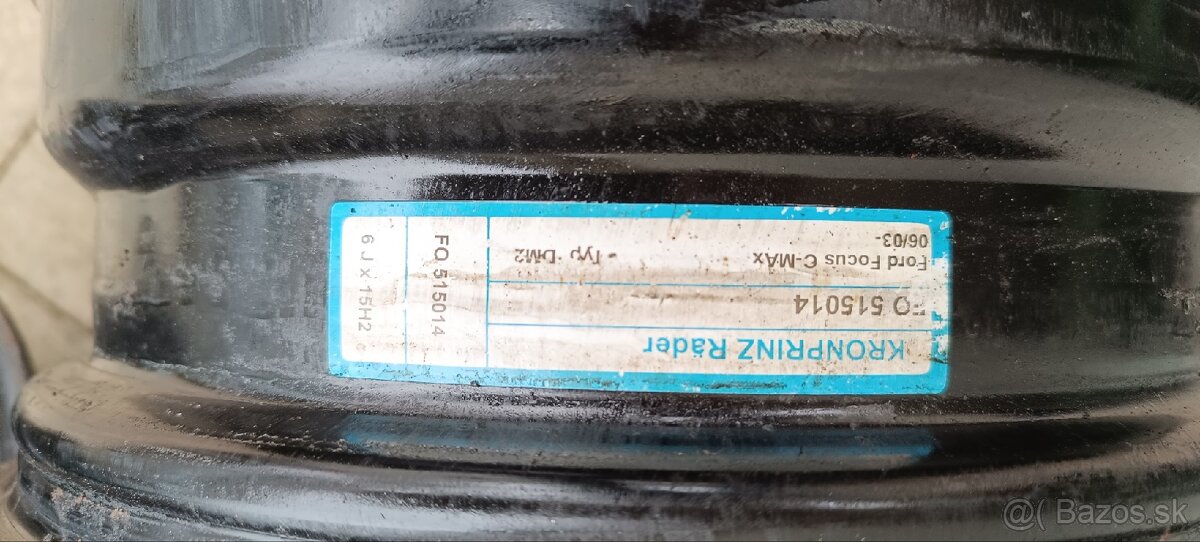 KRONPRINZ Räder
FO 515014
Ford Focus C-MAx - Typ DM2
06/03-
FO 515014
6 J x 15H2
@( Bazos.sk